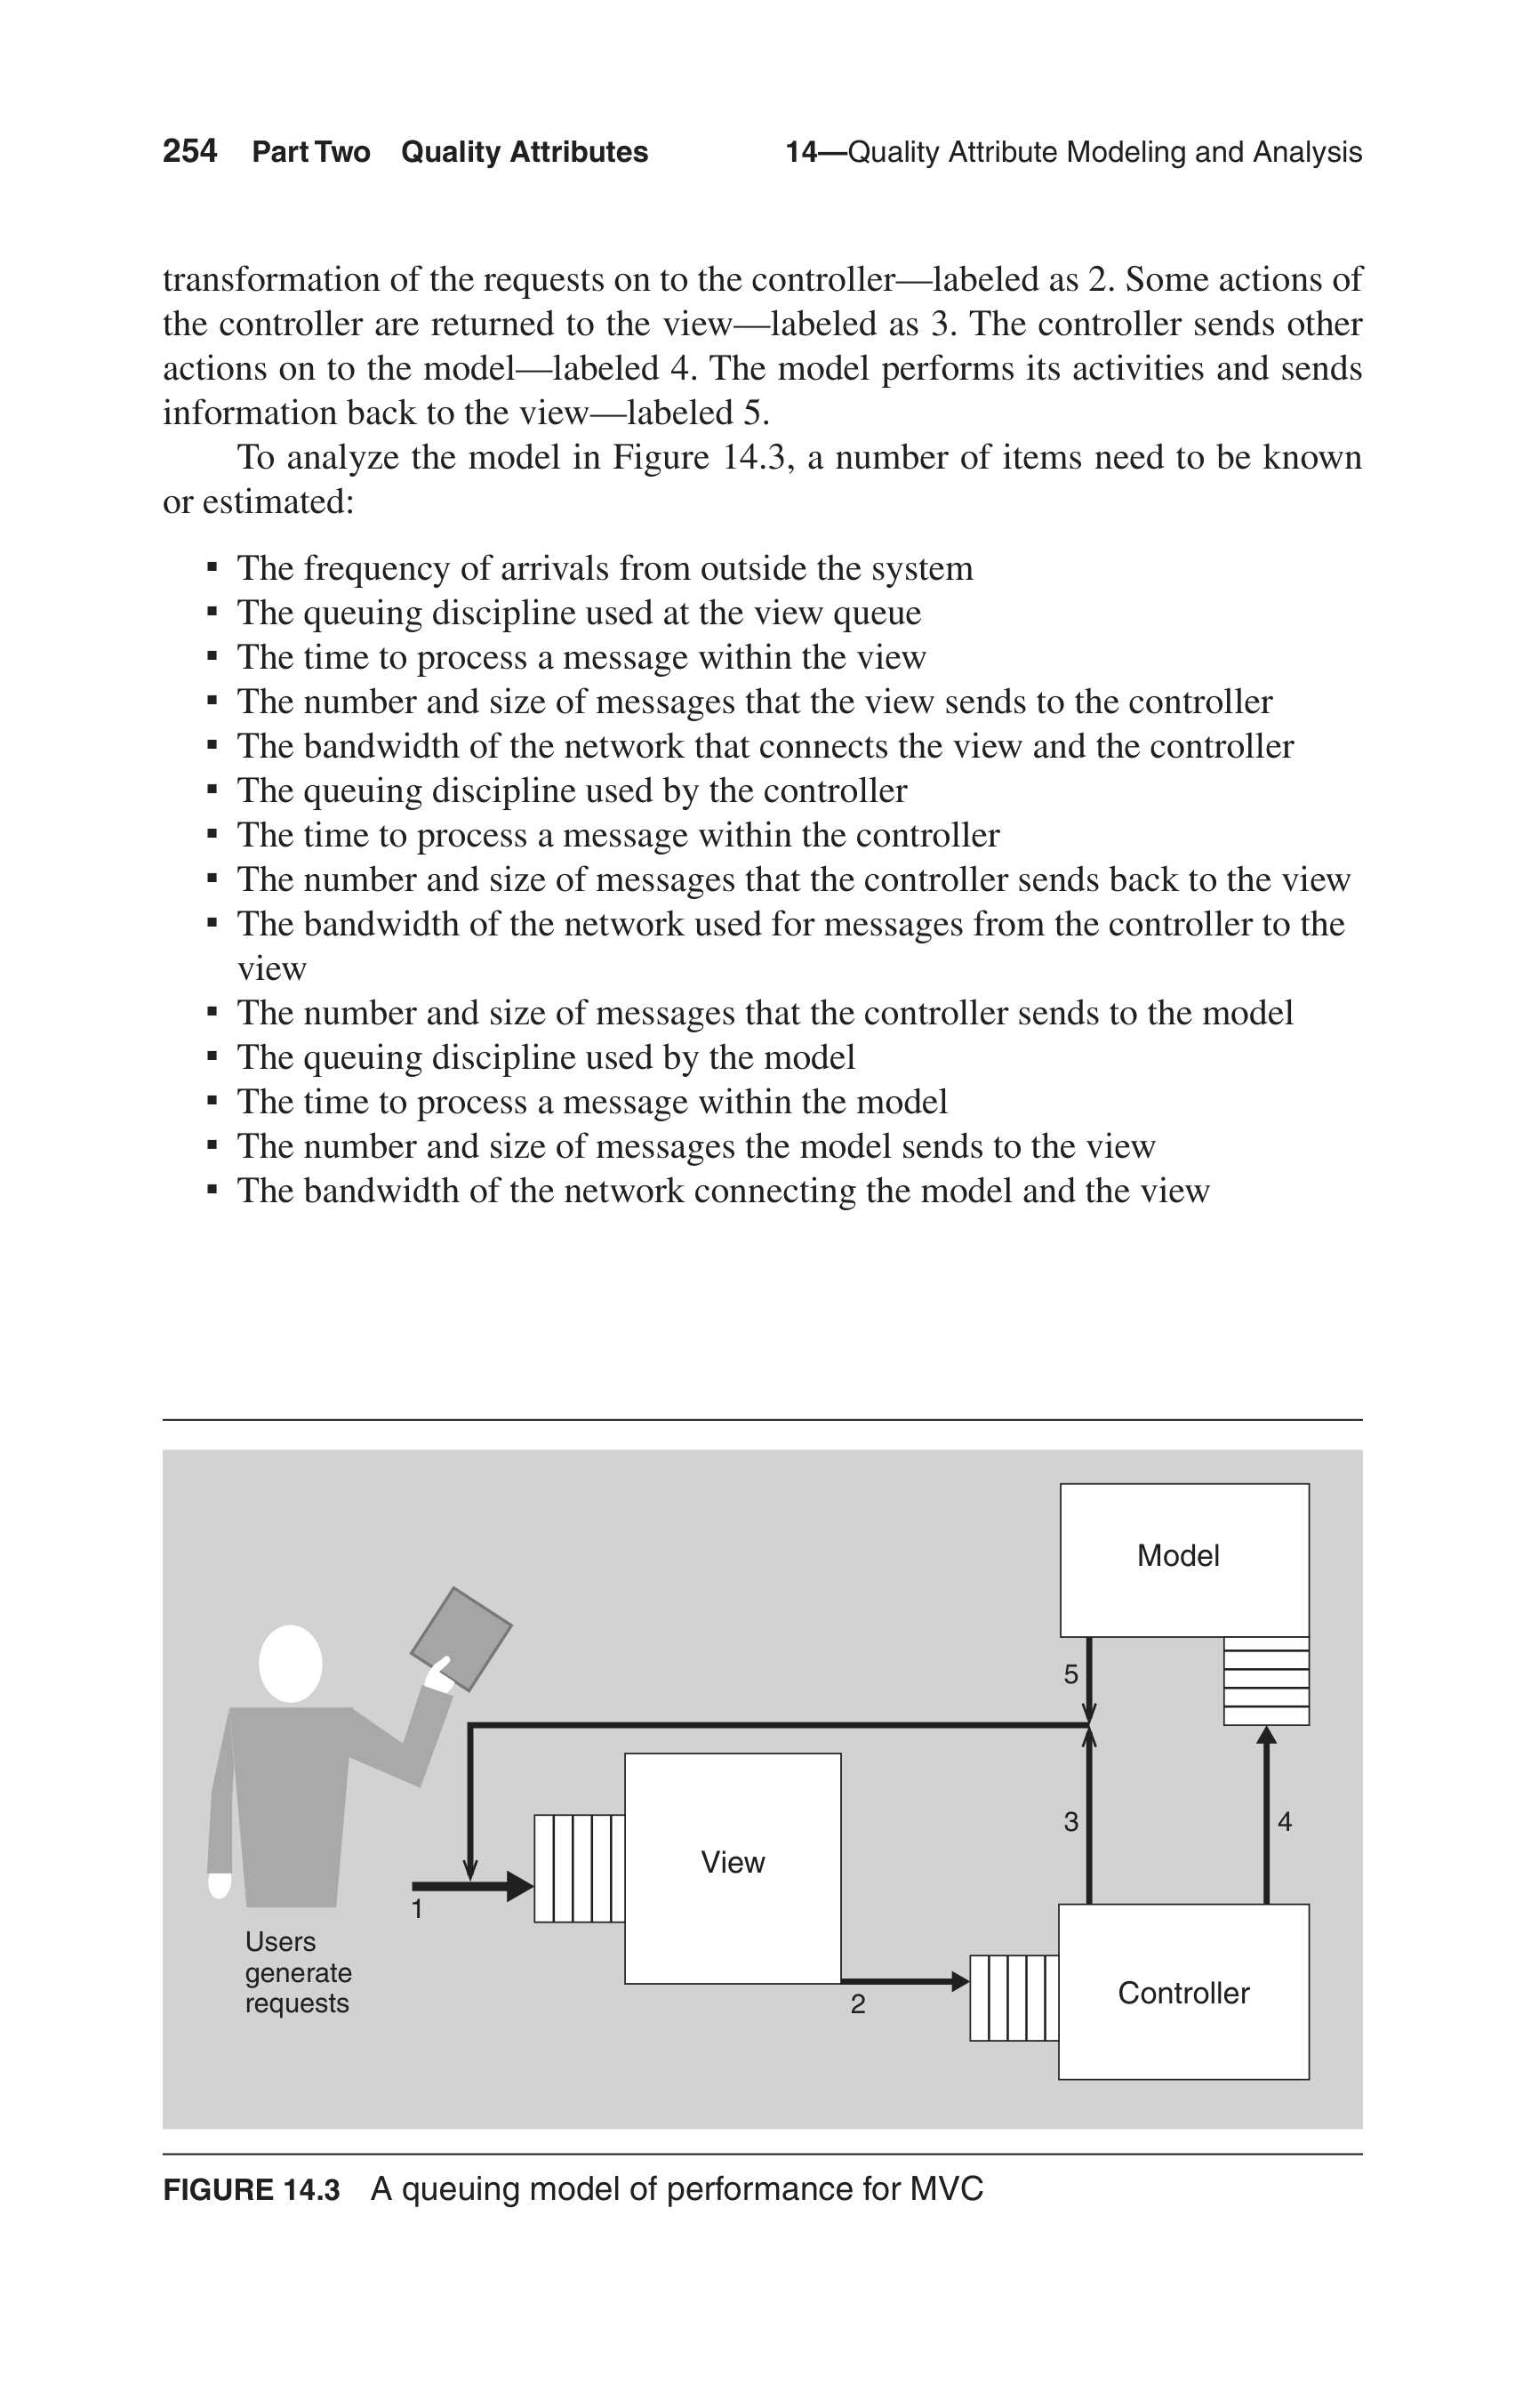 254 Part Two Quality Attributes 14—Quality Attribute Modeling and Analysis
transformation of the requests on to the controller—labeled as 2. Some actions of
the controller are returned to the view—labeled as 3. The controller sends other
actions on to the model—labeled 4. The model performs its activities and sends
information back to the view—labeled 5.
To analyze the model in Figure 14.3, a number of items need to be known
or estimated:
▪ The frequency of arrivals from outside the system
▪ The queuing discipline used at the view queue
▪ The time to process a message within the view
▪ The number and size of messages that the view sends to the controller
▪ The bandwidth of the network that connects the view and the controller
▪ The queuing discipline used by the controller
▪ The time to process a message within the controller
▪ The number and size of messages that the controller sends back to the view
▪ The bandwidth of the network used for messages from the controller to the
view
▪ The number and size of messages that the controller sends to the model
▪ The queuing discipline used by the model
▪ The time to process a message within the model
▪ The number and size of messages the model sends to the view
▪ The bandwidth of the network connecting the model and the view
Model
5
3
4
View
1
Users
generate
requests
2
Controller
FIGURE 14.3 A queuing model of performance for MVC